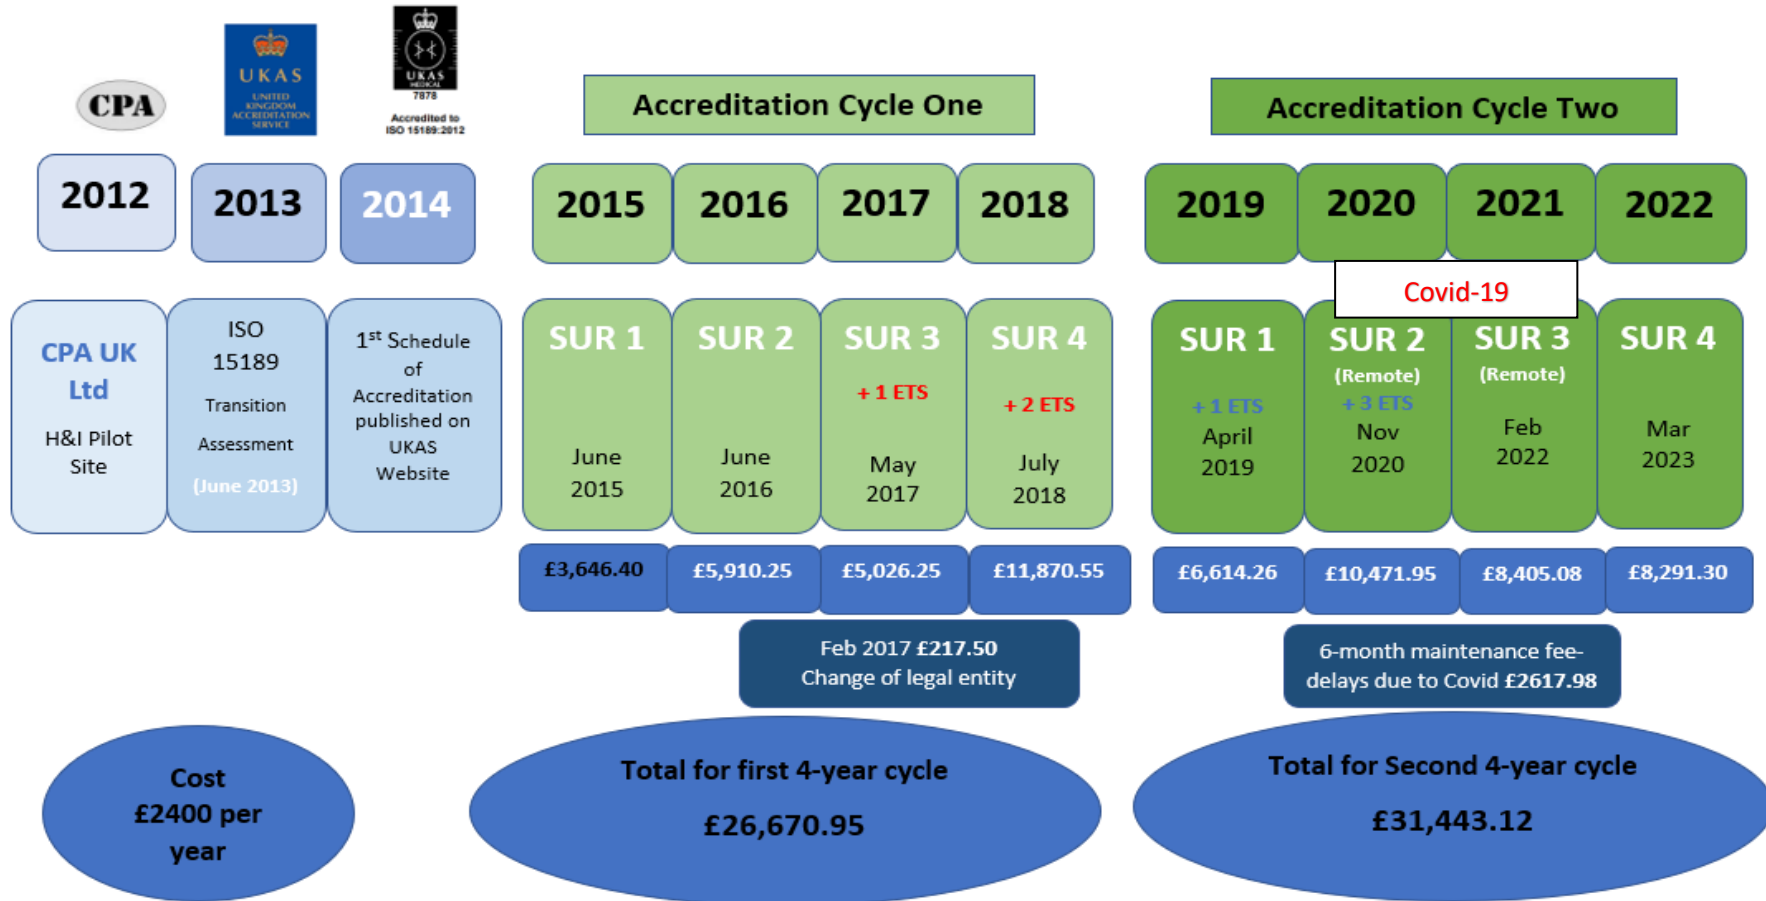 CPA
UKAS
UNITED
KINGDOM
ACCREDITATION
SERVICE
UKAS
MEDICAL
7878
Accredited to
ISO 15189:2012
Accreditation Cycle One
Accreditation Cycle Two
2012
2013
2014
2015
2016
2017
2018
2019
2020
2021
2022
Covid-19
CPA UK
Ltd
H&I Pilot
Site
ISO
15189
Transition
Assessment
(June 2013)
1st Schedule
of
Accreditation
published on
UKAS
Website
SUR 1
June
2015
SUR 2
June
2016
SUR 3
+ 1 ETS
May
2017
SUR 4
+ 2 ETS
July
2018
SUR 1
+ 1 ETS
April
2019
SUR 2
(Remote)
+ 3 ETS
Nov
2020
SUR 3
(Remote)
Feb
2022
SUR 4
Mar
2023
£3,646.40
£5,910.25
£5,026.25
£11,870.55
£6,614.26
£10,471.95
£8,405.08
£8,291.30
Feb 2017 £217.50
Change of legal entity
6-month maintenance fee-
delays due to Covid £2617.98
Cost
£2400 per
year
Total for first 4-year cycle
£26,670.95
Total for Second 4-year cycle
£31,443.12